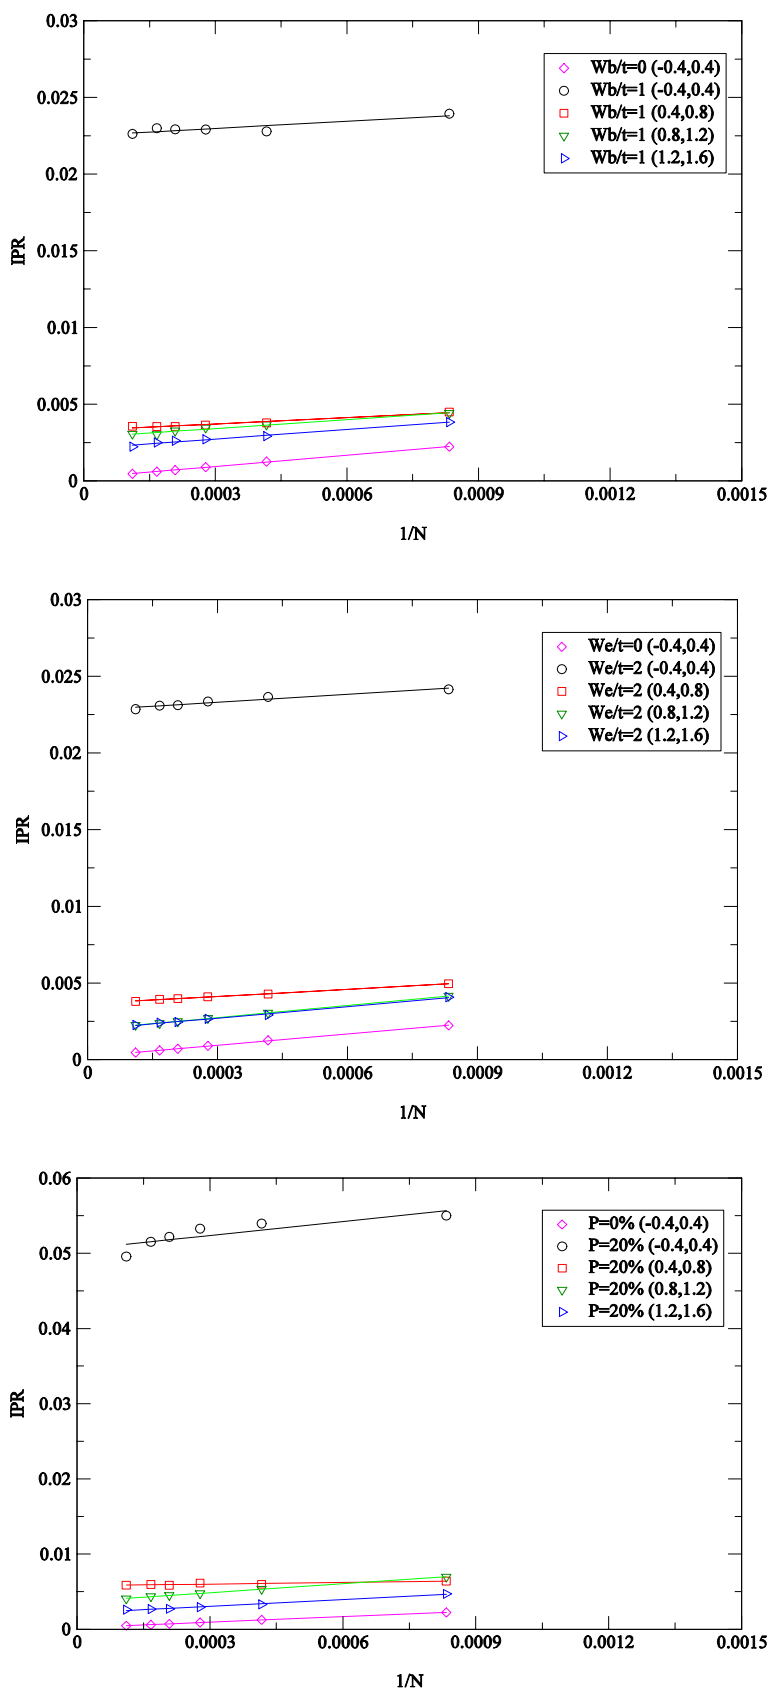 0.03
0.025
0.02
0.015
0.01
0.005
0
IPR
Wb/t=0 (-0.4,0.4)
Wb/t=1 (-0.4,0.4)
Wb/t=1 (0.4,0.8)
Wb/t=1 (0.8,1.2)
Wb/t=1 (1.2,1.6)
0 0.0003 0.0006 0.0009 0.0012 0.0015
1/N
0.03
0.025
0.02
0.015
0.01
0.005
0
IPR
We/t=0 (-0.4,0.4)
We/t=2 (-0.4,0.4)
We/t=2 (0.4,0.8)
We/t=2 (0.8,1.2)
We/t=2 (1.2,1.6)
0 0.0003 0.0006 0.0009 0.0012 0.0015
1/N
0.06
0.05
0.04
0.03
0.02
0.01
0
IPR
P=0% (-0.4,0.4)
P=20% (-0.4,0.4)
P=20% (0.4,0.8)
P=20% (0.8,1.2)
P=20% (1.2,1.6)
0 0.0003 0.0006 0.0009 0.0012 0.0015
1/N